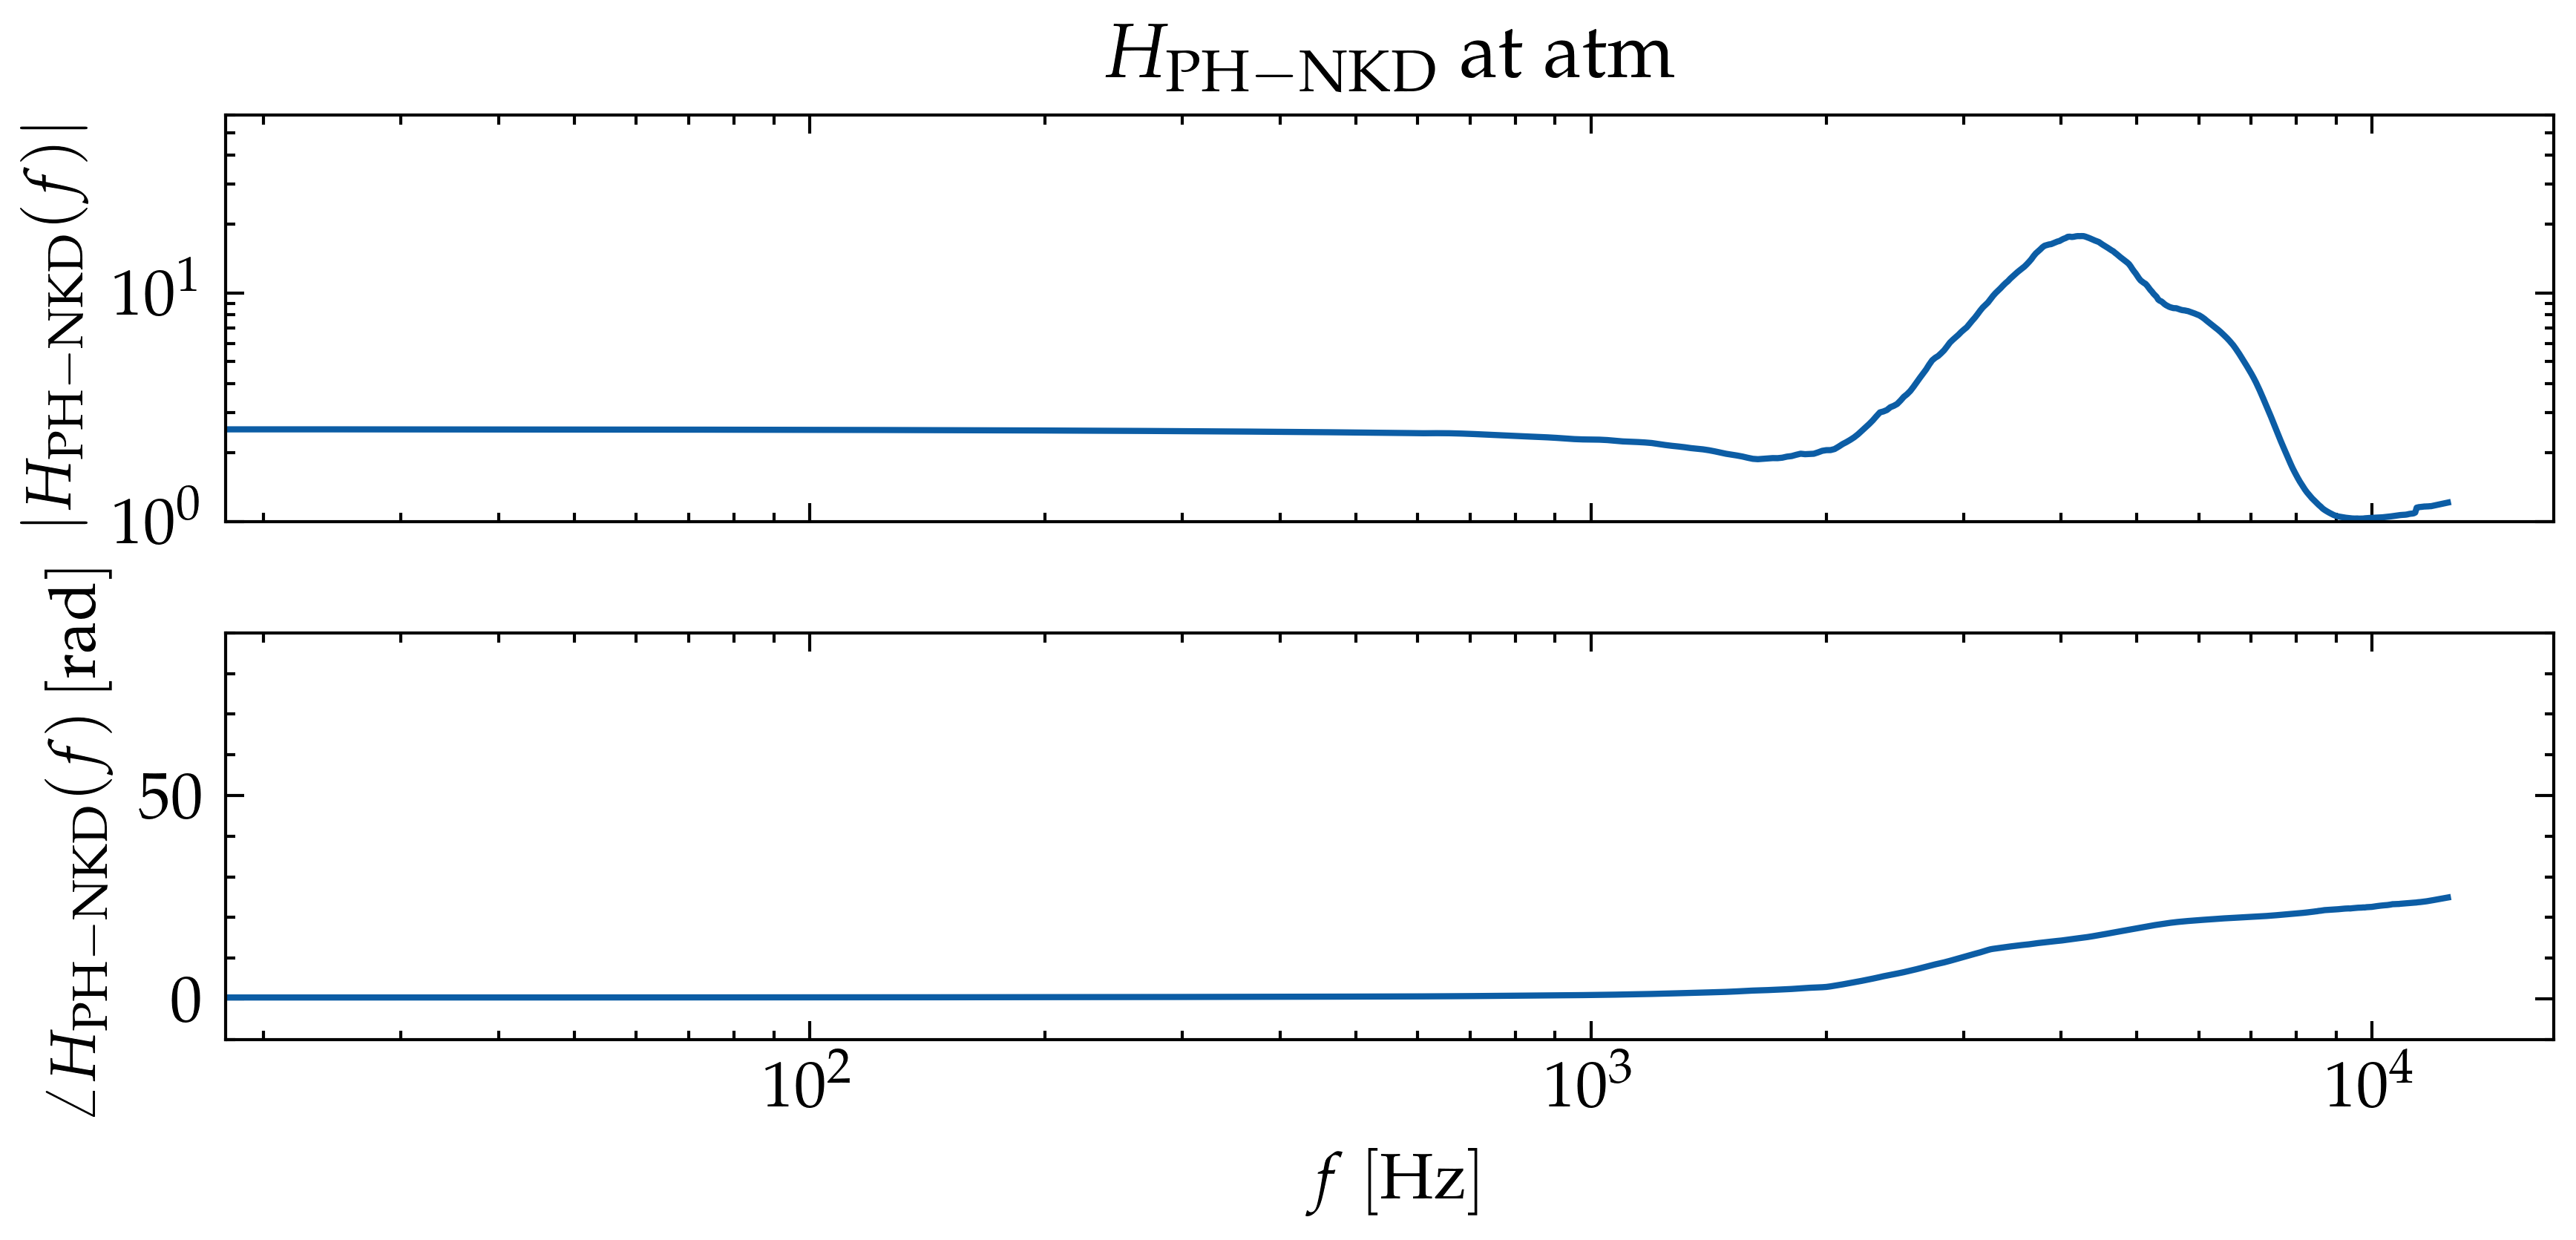 H_PH−NKD at atm
|H_PH−NKD(f)|
10^1
10^0
∠H_PH−NKD(f) [rad]
50
0
10^2 10^3 10^4
f [Hz]